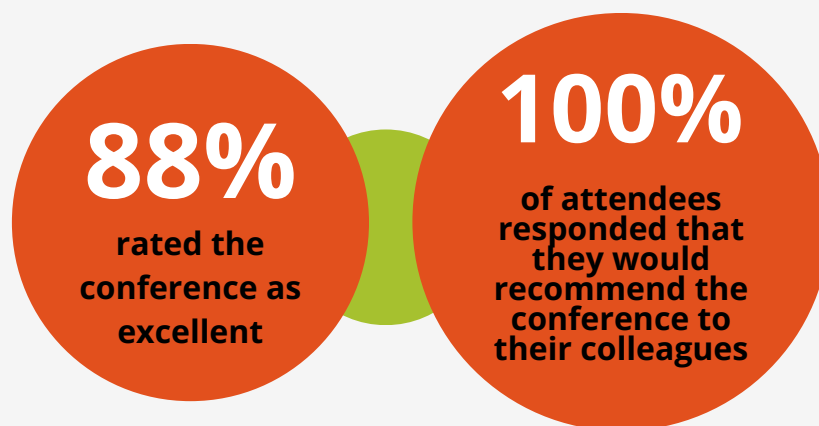 88%
rated the
conference as
excellent
100%
of attendees
responded that
they would
recommend the
conference to
their colleagues